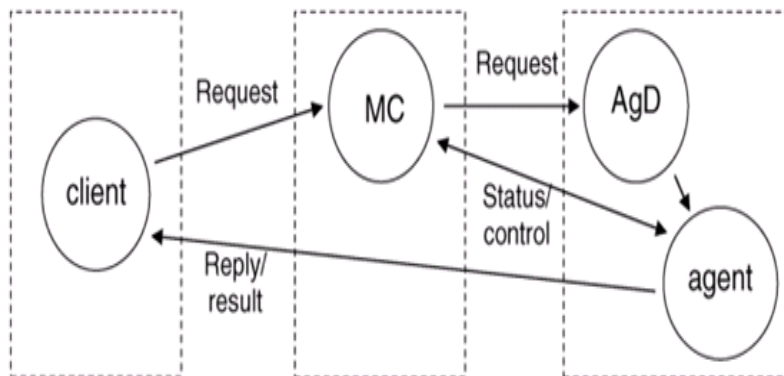 Request
MC
Request
AgD
client
Status/
control
Reply/
result
agent